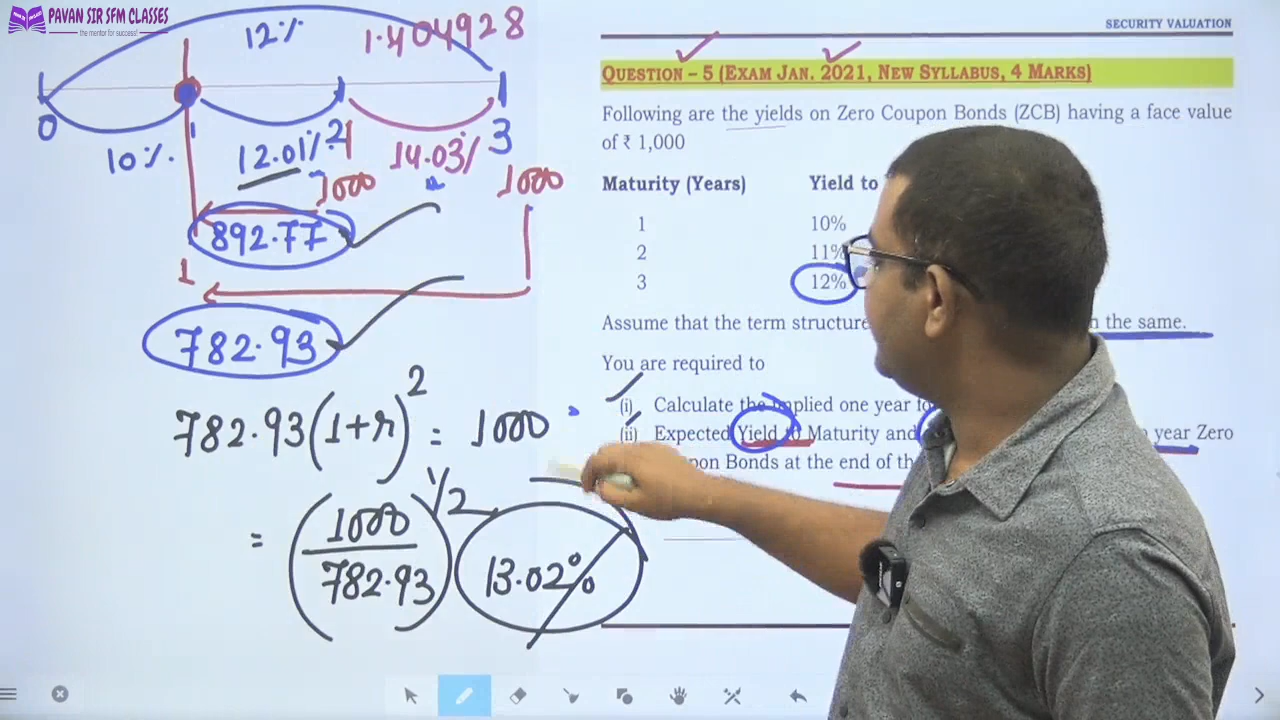 PAVAN SIR SFM CLASSES
the mentor for success!
12%
1.404928
0
1
2
3
10%
12.01%
14.03%
1000
1000
892.77
1
782.93
782.93(1+r)² = 1000
= (1000/782.93)^1/2
13.02%
SECURITY VALUATION
QUESTION – 5 (EXAM JAN. 2021, NEW SYLLABUS, 4 MARKS)
Following are the yields on Zero Coupon Bonds (ZCB) having a face value
of ₹ 1,000
Maturity (Years) Yield to
1 10%
2 11%
3 12%
Assume that the term structure the same.
You are required to
(i) Calculate the implied one year
(ii) Expected Yield to Maturity and year Zero
Bonds at the end of